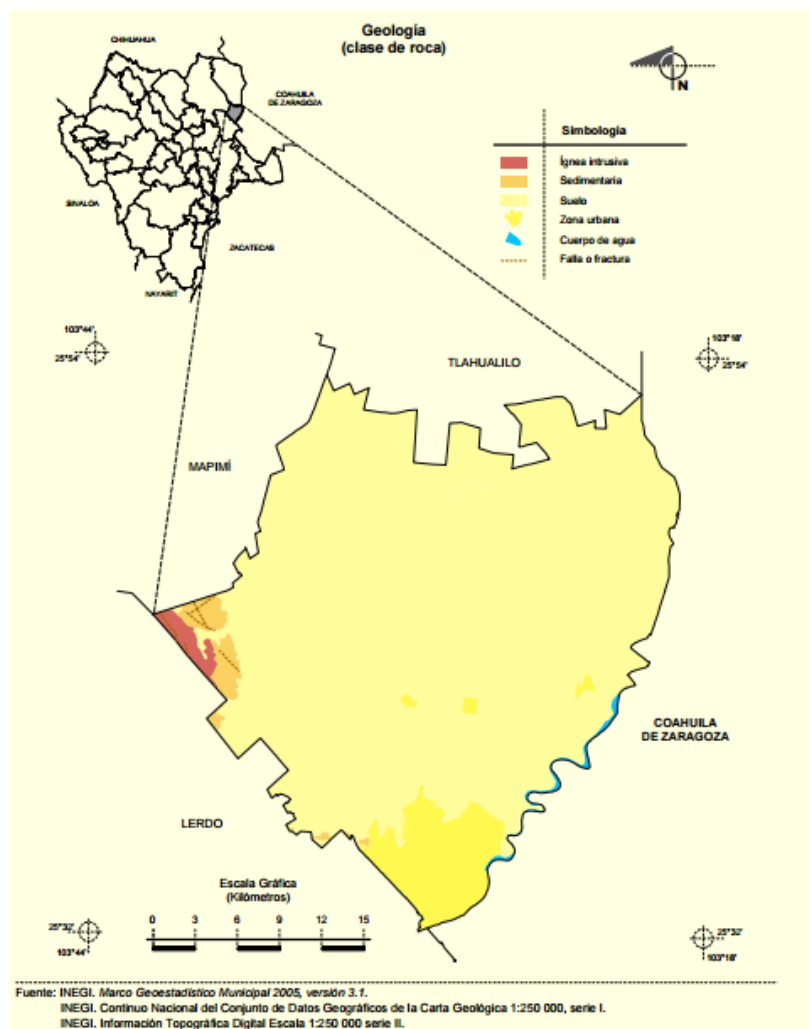 Geología
(clase de roca)
CHIHUAHUA
COAHUILA
DE ZARAGOZA
N
SINALOA
ZACATECAS
NAYARIT
Simbología
Ígnea intrusiva
Sedimentaria
Suelo
Zona urbana
Cuerpo de agua
Falla o fractura
103°44'
25°54'
103°18'
25°54'
TLAHUALILO
MAPIMÍ
COAHUILA
DE ZARAGOZA
LERDO
Escala Gráfica
(Kilómetros)
0 3 6 9 12 15
25°32'
103°44'
25°32'
103°18'
Fuente: INEGI. Marco Geoestadístico Municipal 2005, versión 3.1.
INEGI. Continuo Nacional del Conjunto de Datos Geográficos de la Carta Geológica 1:250 000, serie I.
INEGI. Información Topográfica Digital Escala 1:250 000 serie II.